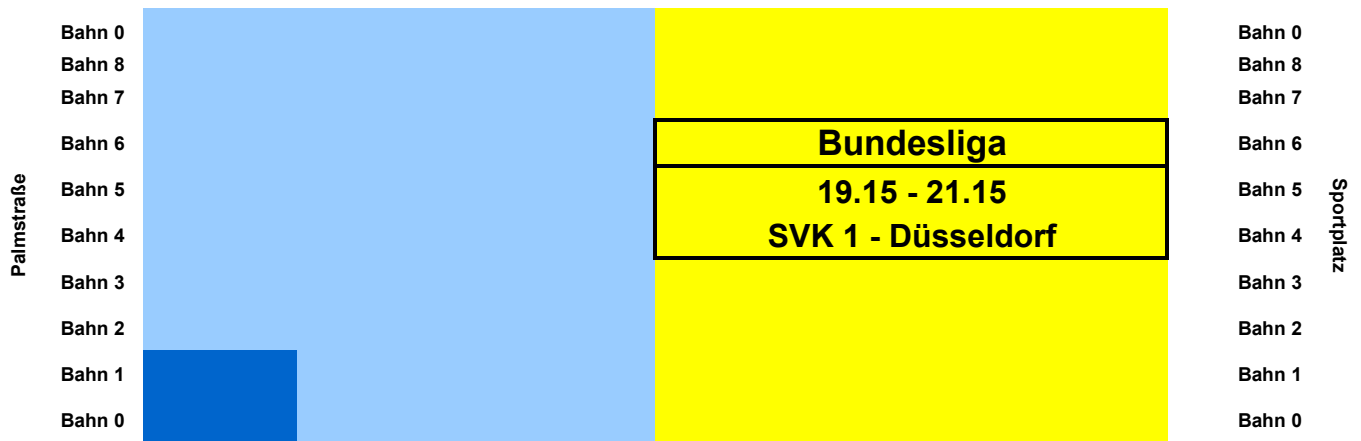 Palmstraße
Bahn 0 Bahn 0
Bahn 8 Bahn 8
Bahn 7 Bahn 7
Bahn 6 Bundesliga Bahn 6
Bahn 5 19.15 - 21.15 Bahn 5
Bahn 4 SVK 1 - Düsseldorf Bahn 4
Bahn 3 Bahn 3
Bahn 2 Bahn 2
Bahn 1 Bahn 1
Bahn 0 Bahn 0
Sportplatz